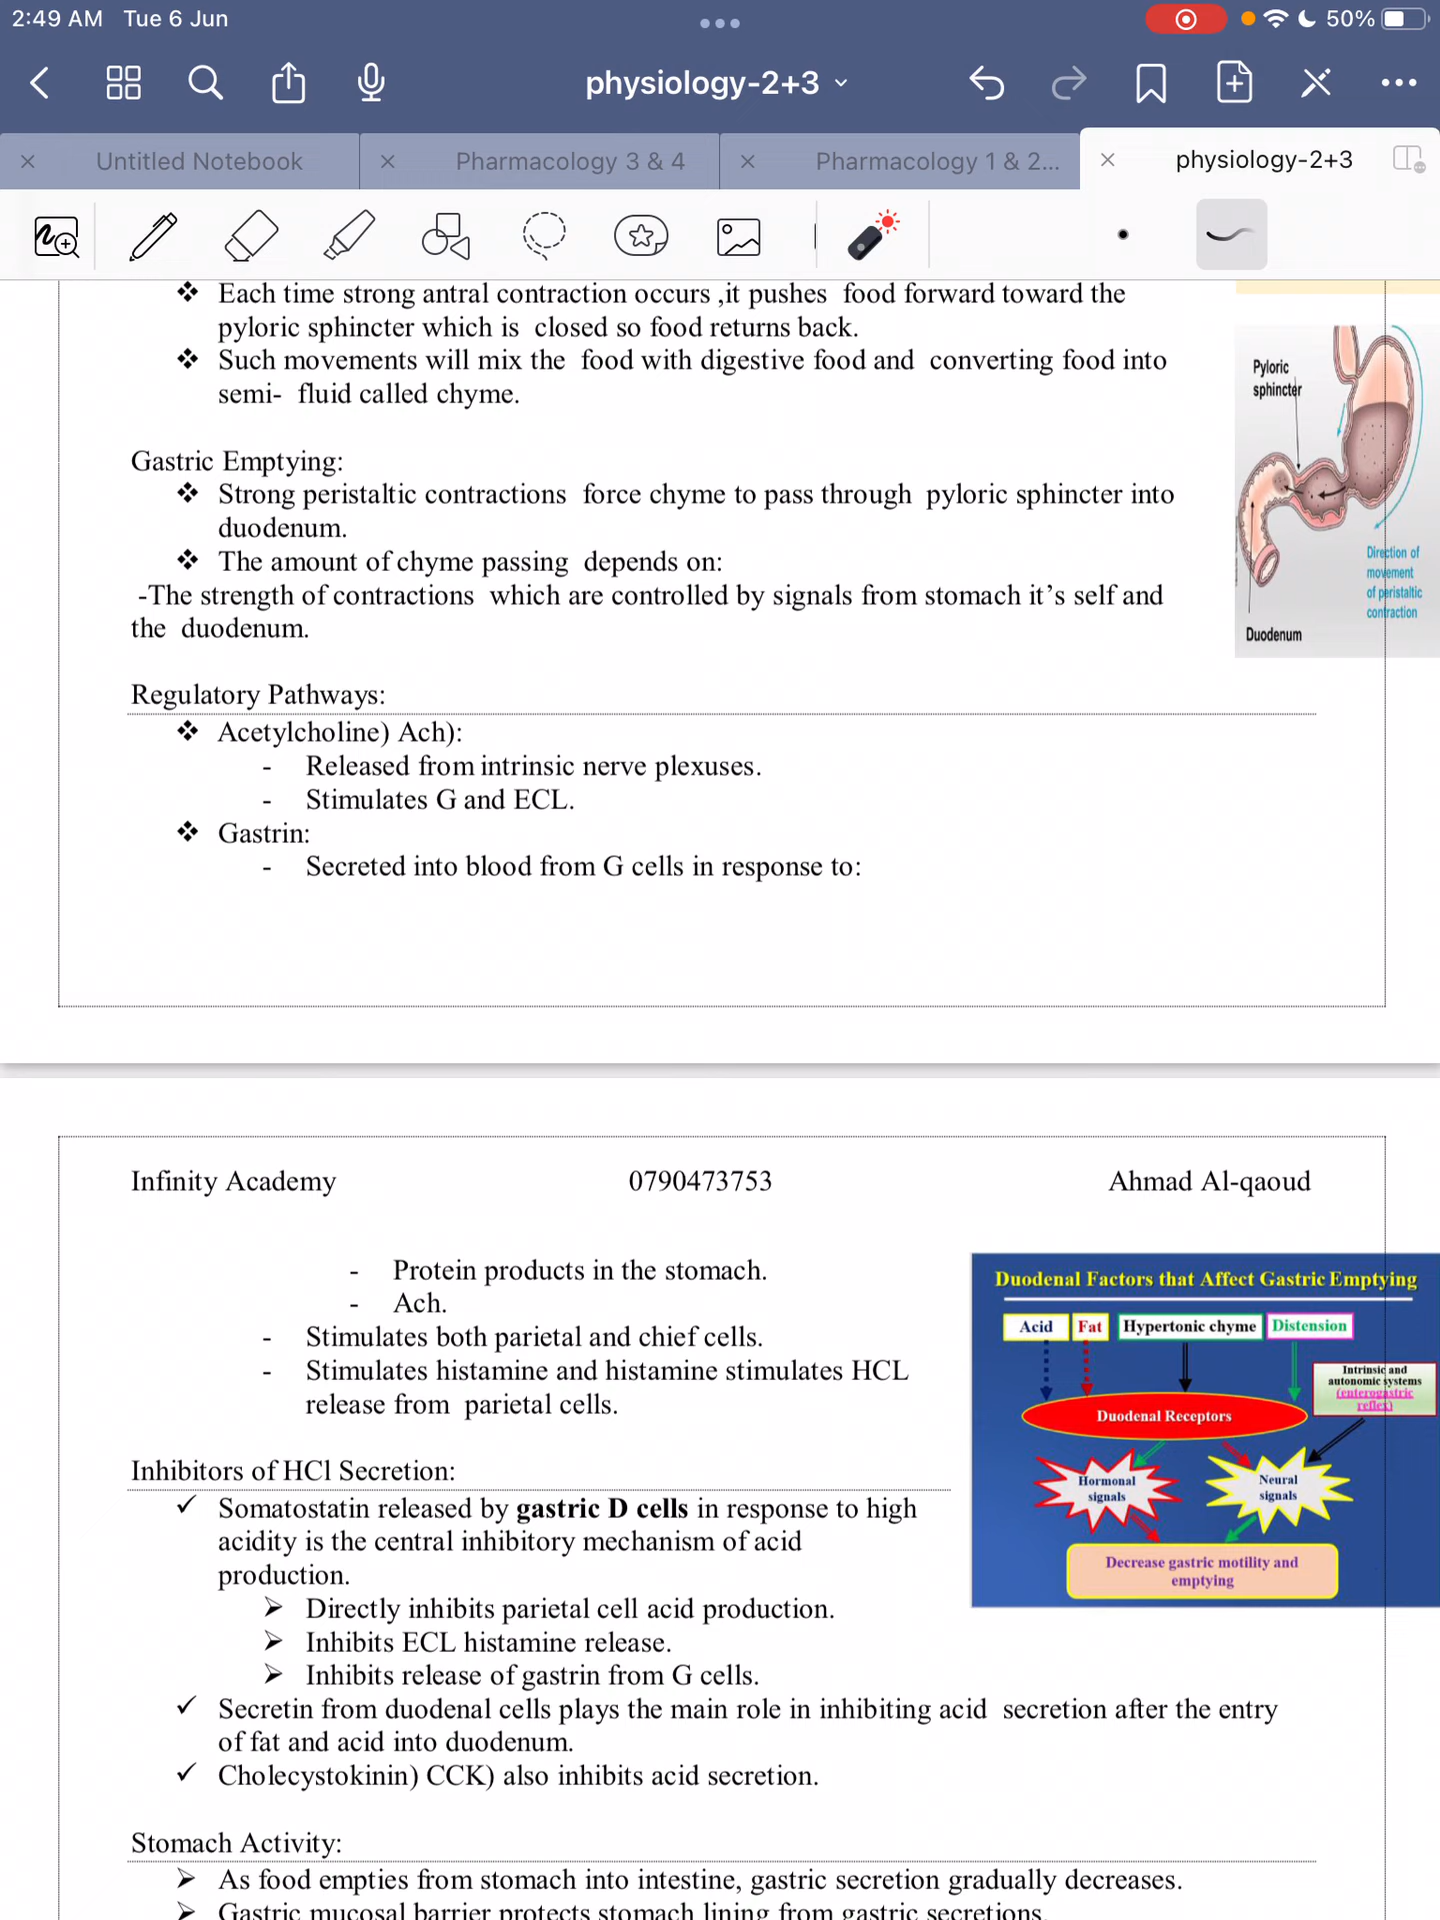 2:49 AM Tue 6 Jun
50%
physiology-2+3
Untitled Notebook
Pharmacology 3 & 4
Pharmacology 1 & 2...
physiology-2+3
❖ Each time strong antral contraction occurs ,it pushes food forward toward the
pyloric sphincter which is closed so food returns back.
❖ Such movements will mix the food with digestive food and converting food into
semi- fluid called chyme.
Pyloric
sphincter
Direction of
movement
of peristaltic
contraction
Duodenum
Gastric Emptying:
❖ Strong peristaltic contractions force chyme to pass through pyloric sphincter into
duodenum.
❖ The amount of chyme passing depends on:
-The strength of contractions which are controlled by signals from stomach it’s self and
the duodenum.
Regulatory Pathways:
❖ Acetylcholine) Ach):
- Released from intrinsic nerve plexuses.
- Stimulates G and ECL.
❖ Gastrin:
- Secreted into blood from G cells in response to:
Infinity Academy 0790473753 Ahmad Al-qaoud
- Protein products in the stomach.
- Ach.
- Stimulates both parietal and chief cells.
- Stimulates histamine and histamine stimulates HCL
release from parietal cells.
Duodenal Factors that Affect Gastric Emptying
Acid Fat Hypertonic chyme Distension
Intrinsic and
autonomic systems
(enterogastric
reflex)
Duodenal Receptors
Hormonal
signals
Neural
signals
Decrease gastric motility and
emptying
Inhibitors of HCl Secretion:
✓ Somatostatin released by gastric D cells in response to high
acidity is the central inhibitory mechanism of acid
production.
➢ Directly inhibits parietal cell acid production.
➢ Inhibits ECL histamine release.
➢ Inhibits release of gastrin from G cells.
✓ Secretin from duodenal cells plays the main role in inhibiting acid secretion after the entry
of fat and acid into duodenum.
✓ Cholecystokinin) CCK) also inhibits acid secretion.
Stomach Activity:
➢ As food empties from stomach into intestine, gastric secretion gradually decreases.
➢ Gastric mucosal barrier protects stomach lining from gastric secretions.